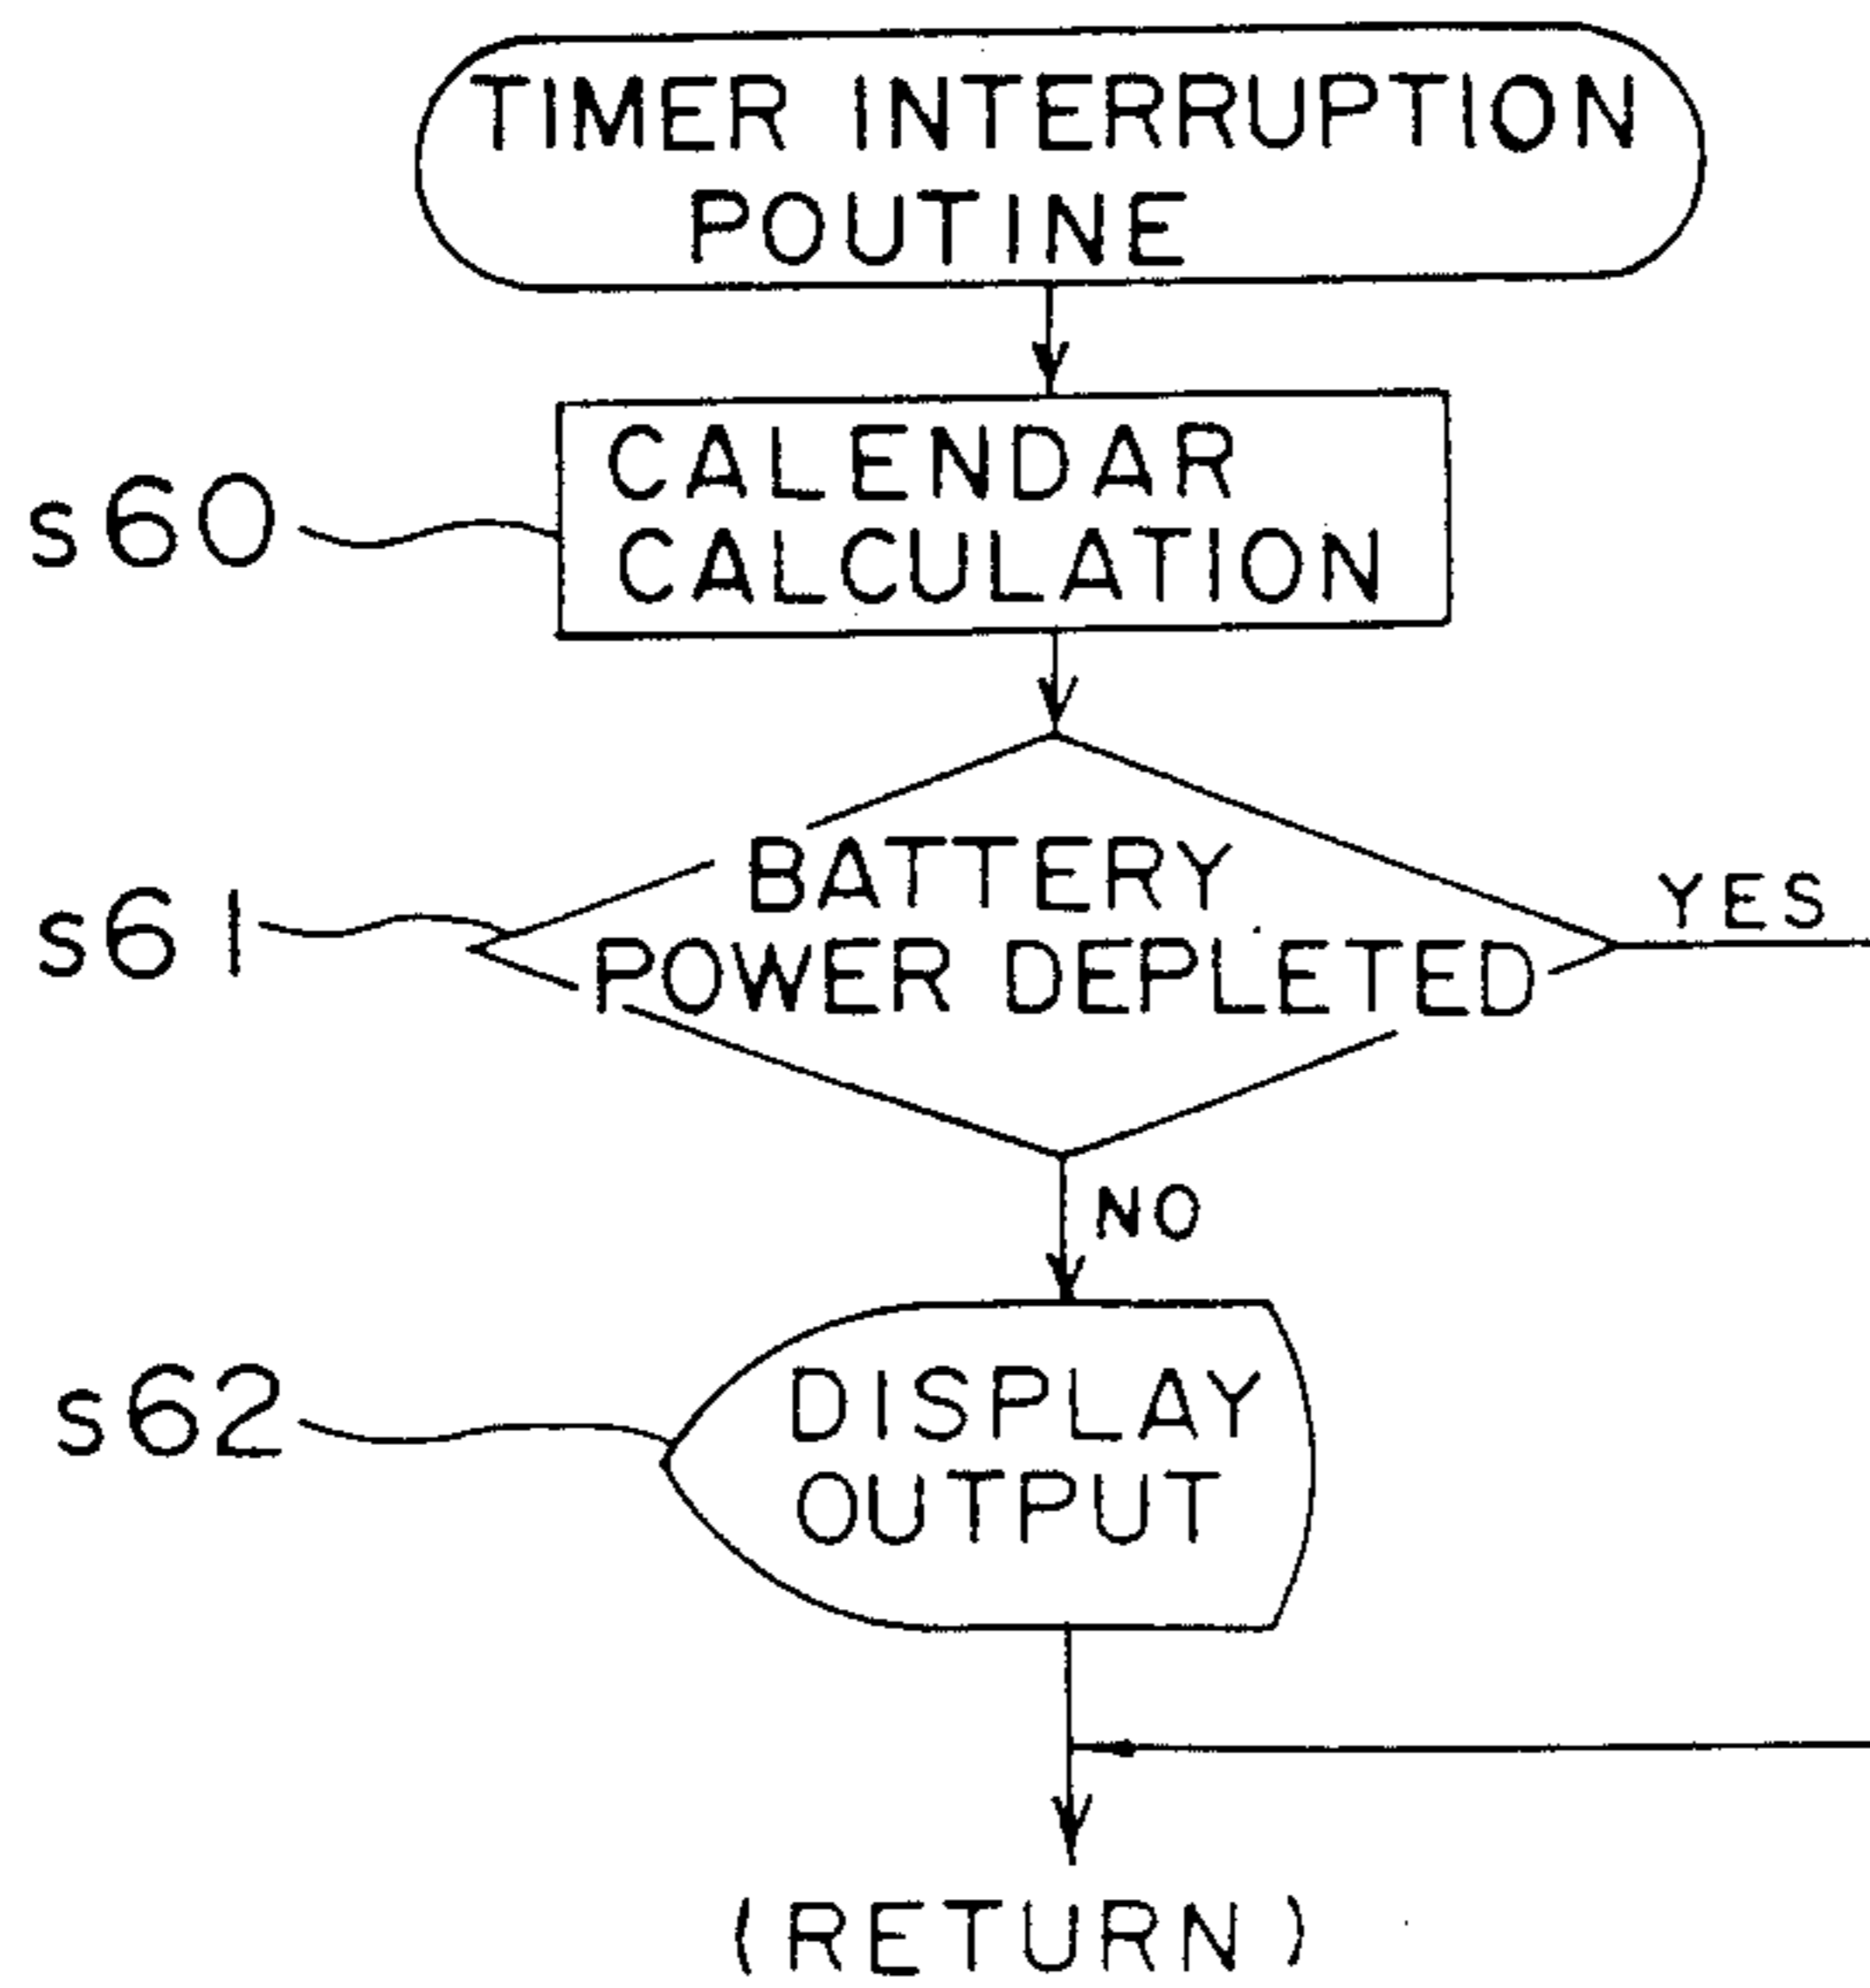 TIMER INTERRUPTION
POUTINE
CALENDAR
CALCULATION
s60
BATTERY
POWER DEPLETED
s61
YES
NO
DISPLAY
OUTPUT
s62
(RETURN)